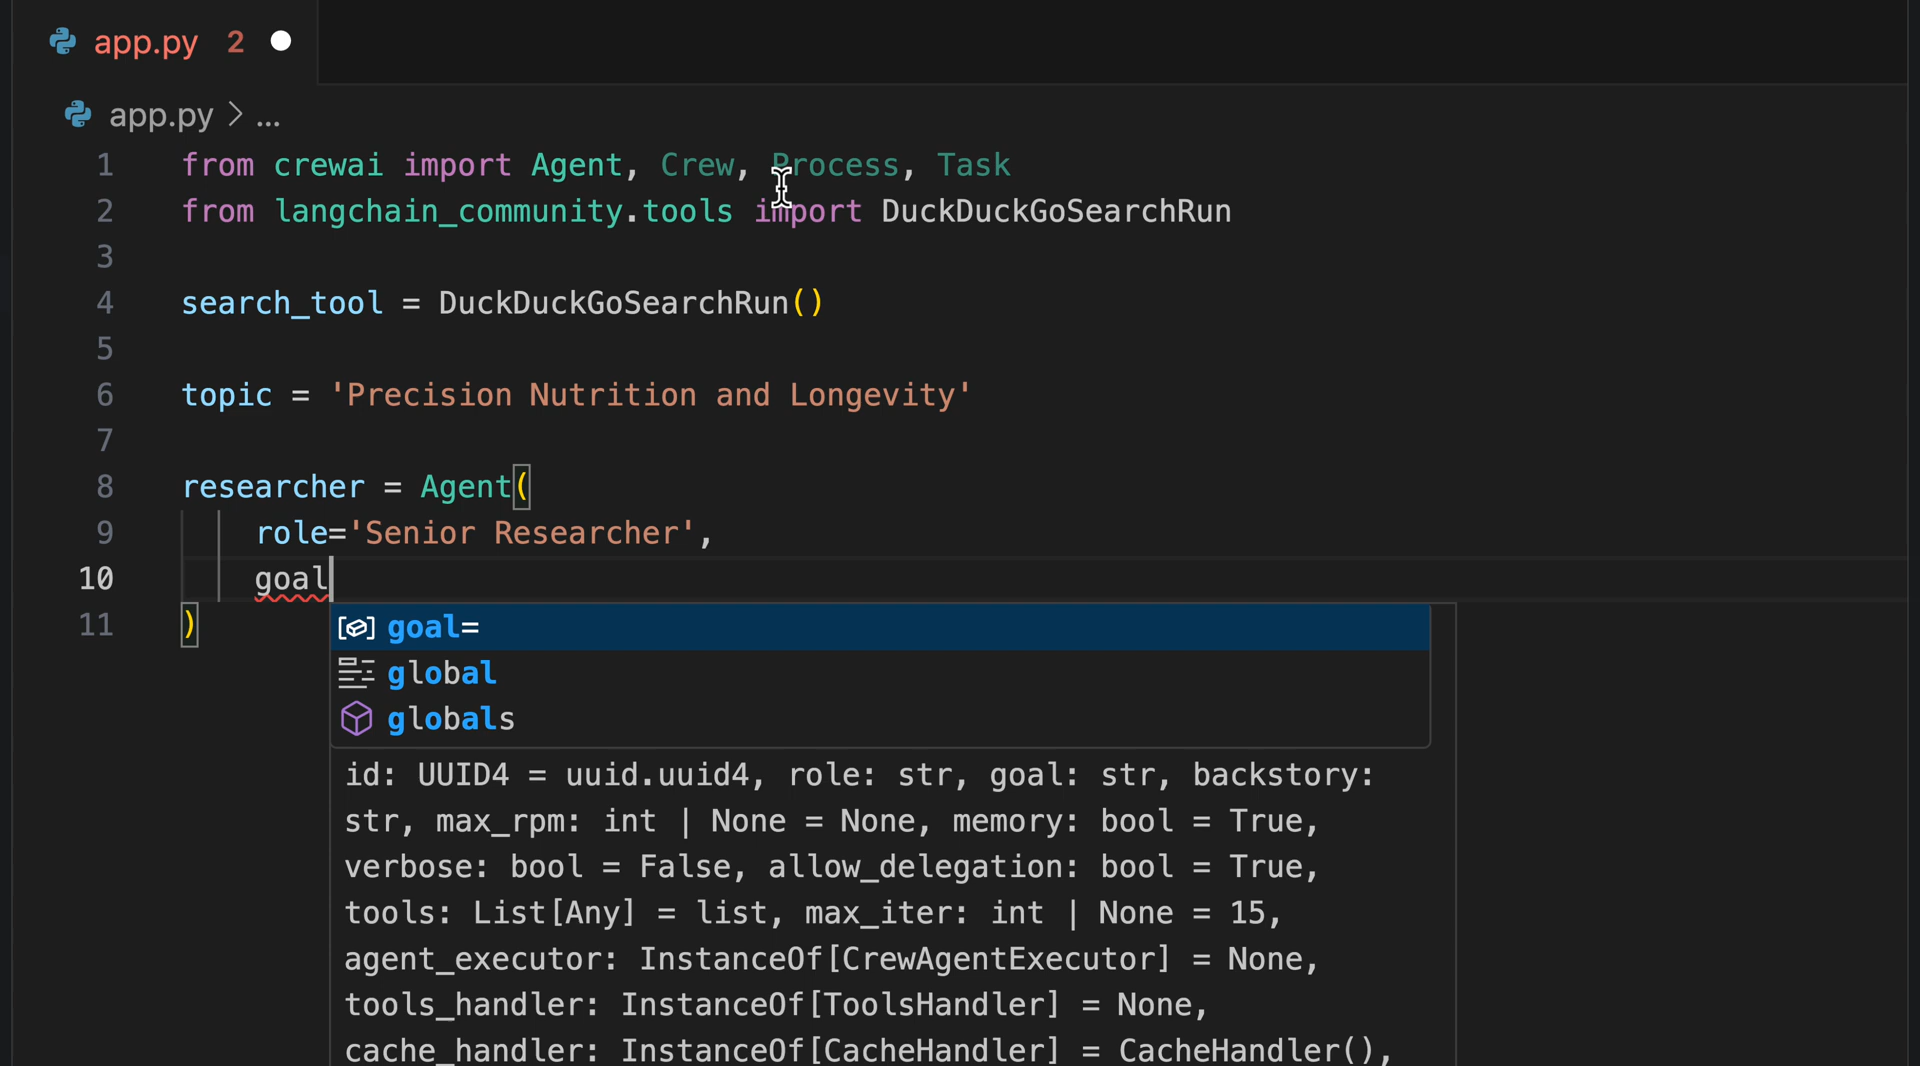 app.py 2
app.py > ...
1 from crewai import Agent, Crew, Process, Task
2 from langchain_community.tools import DuckDuckGoSearchRun
3
4 search_tool = DuckDuckGoSearchRun()
5
6 topic = 'Precision Nutrition and Longevity'
7
8 researcher = Agent(
9 role='Senior Researcher',
10 goal
11 )
goal=
global
globals
id: UUID4 = uuid.uuid4, role: str, goal: str, backstory:
str, max_rpm: int | None = None, memory: bool = True,
verbose: bool = False, allow_delegation: bool = True,
tools: List[Any] = list, max_iter: int | None = 15,
agent_executor: InstanceOf[CrewAgentExecutor] = None,
tools_handler: InstanceOf[ToolsHandler] = None,
cache_handler: InstanceOf[CacheHandler] = CacheHandler(),